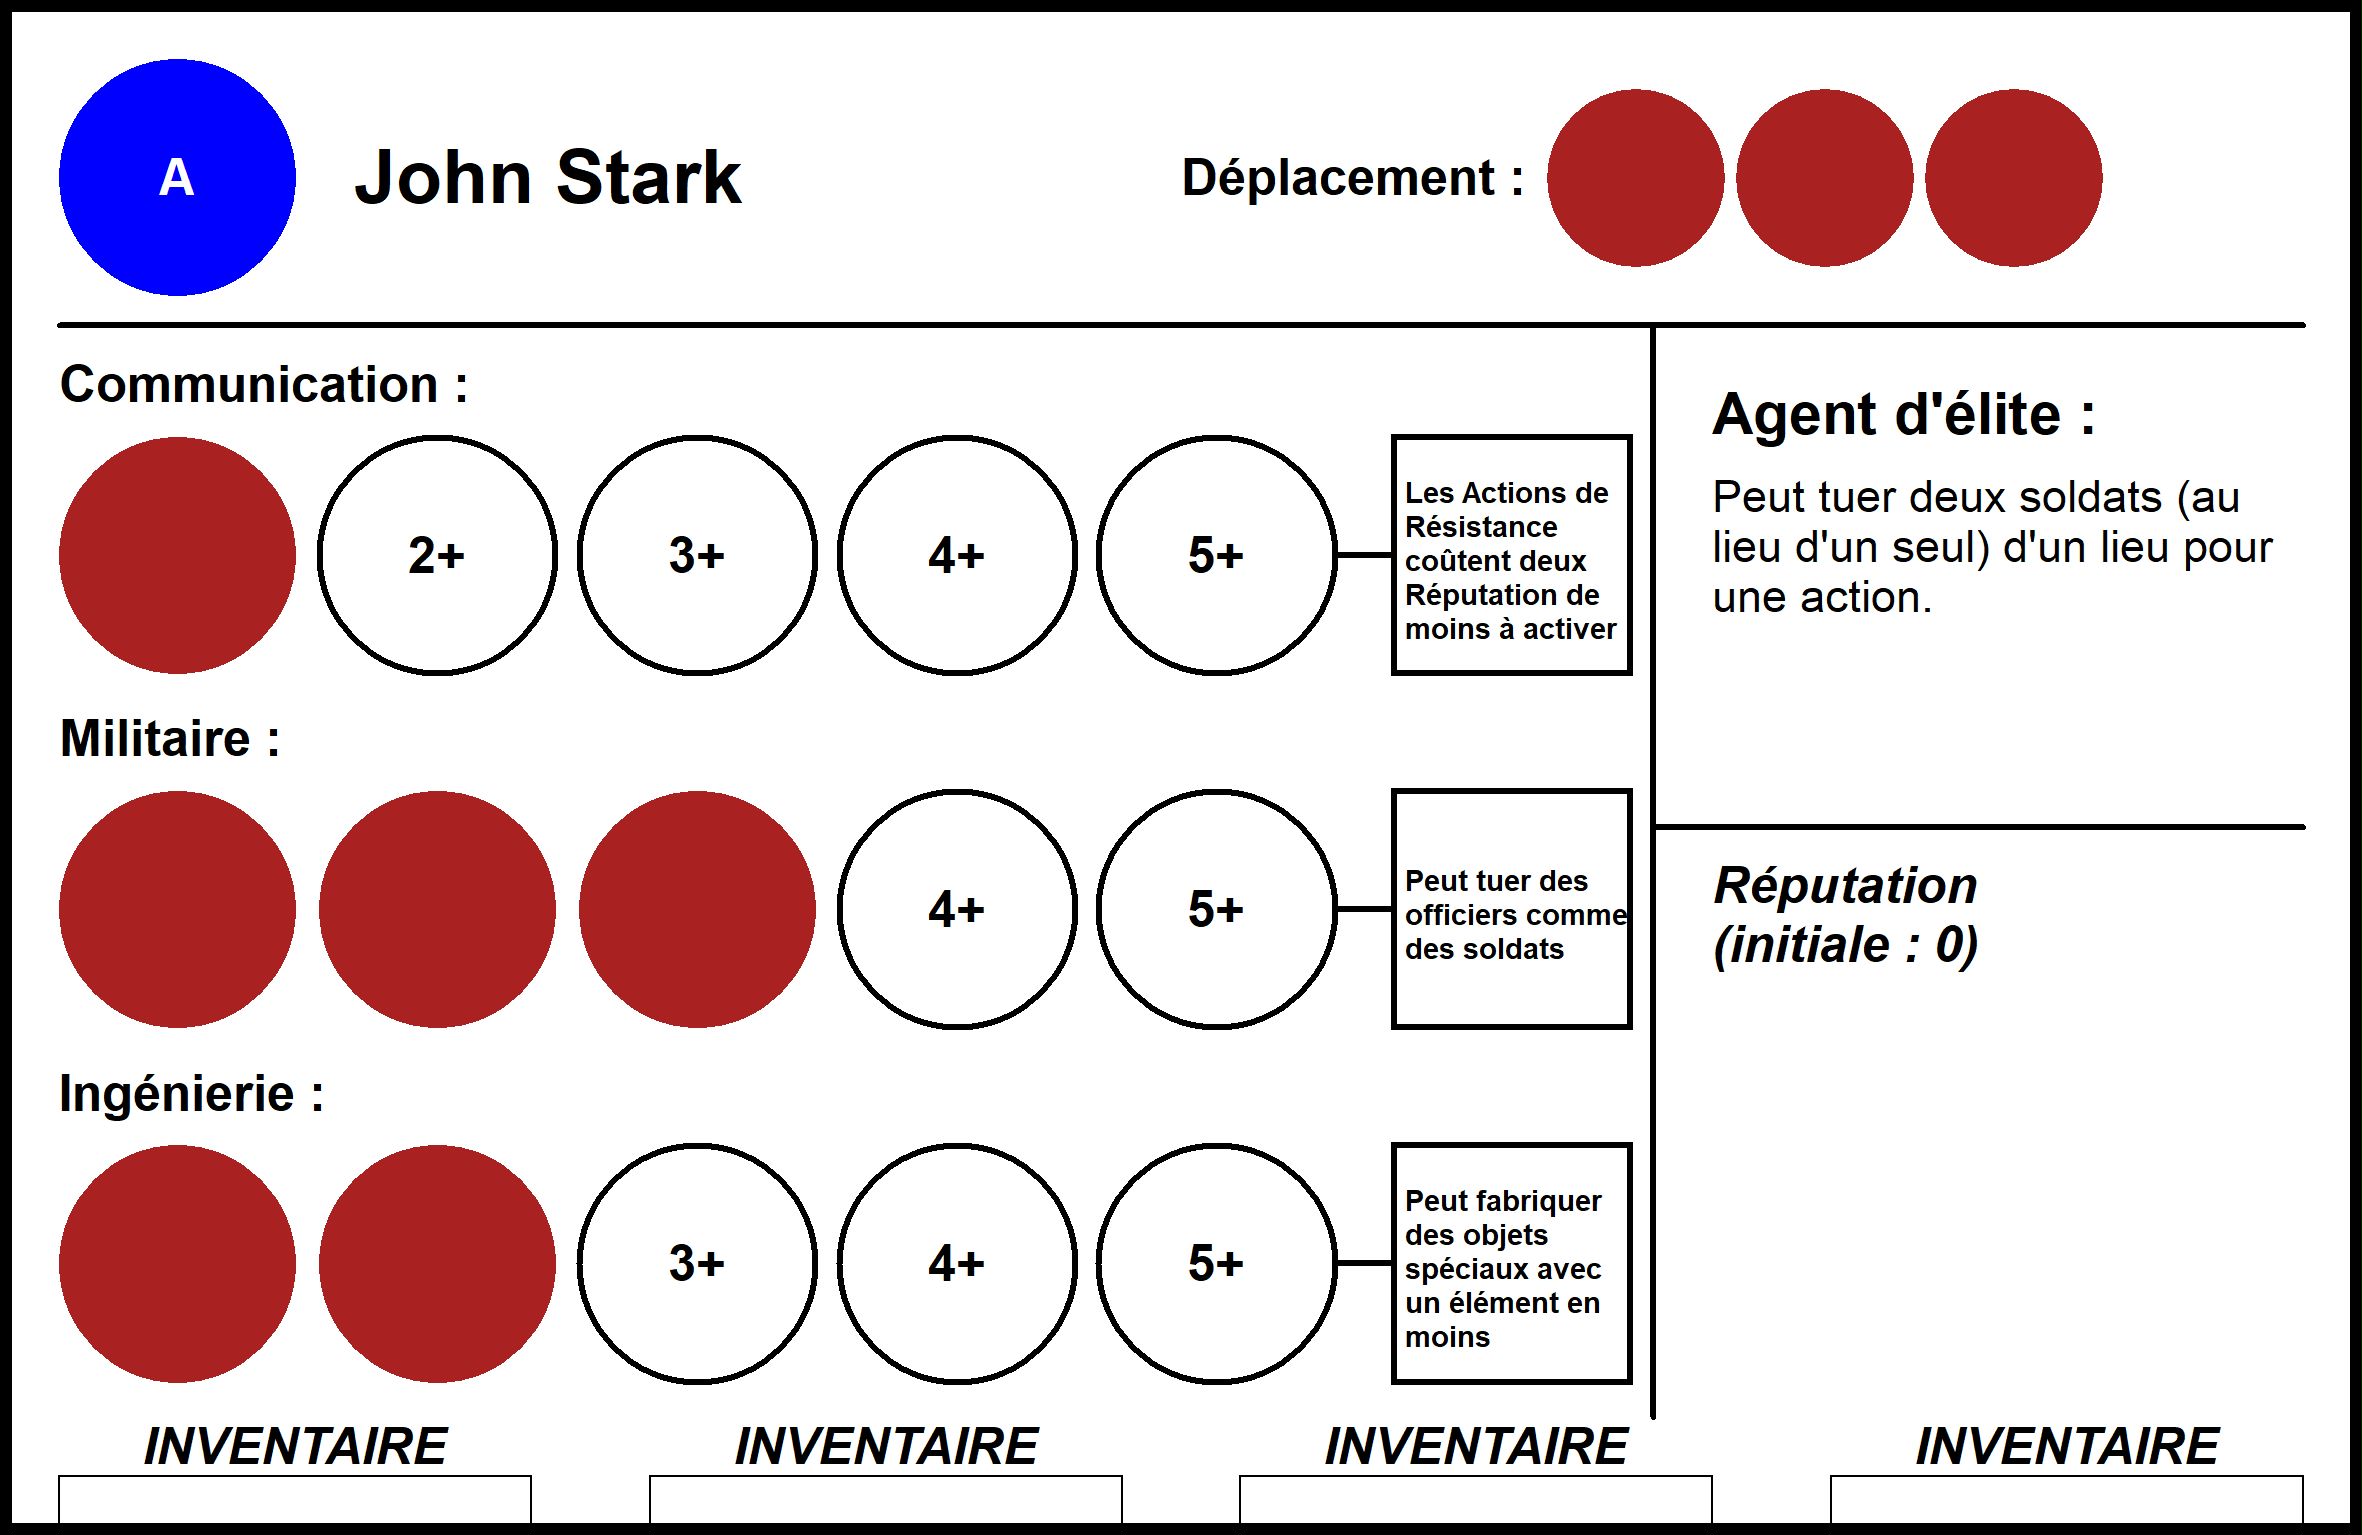 A
John Stark
Déplacement :
Communication :
2+
3+
4+
5+
Les Actions de
Résistance
coûtent deux
Réputation de
moins à activer
Militaire :
4+
5+
Peut tuer des
officiers comme
des soldats
Ingénierie :
3+
4+
5+
Peut fabriquer
des objets
spéciaux avec
un élément en
moins
Agent d'élite :
Peut tuer deux soldats (au
lieu d'un seul) d'un lieu pour
une action.
Réputation
(initiale : 0)
INVENTAIRE
INVENTAIRE
INVENTAIRE
INVENTAIRE